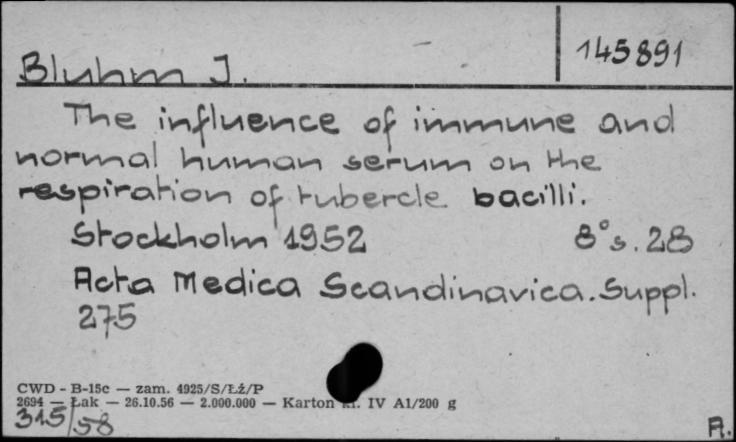 Bluhm J.
145891
The influence of immune and
normal human serum on the
respiration of tubercle bacilli.
Stockholm 1952 8° s. 28
Acta Medica Scandinavica. Suppl.
275
CWD - B-15c — zam. 4925/S/Łź/P
2694 — Łak — 26.10.56 — 2.000.000 — Karton kl. IV A1/200 g
315/58
A.